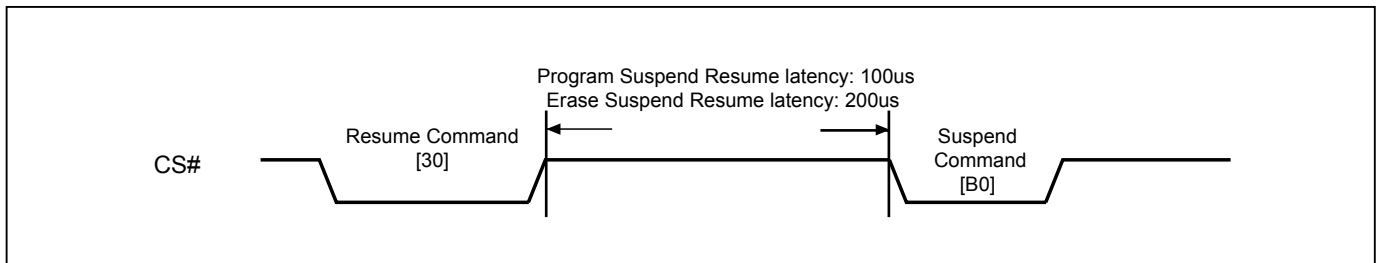 Program Suspend Resume latency: 100us
Erase Suspend Resume latency: 200us
Resume Command
[30]
Suspend
Command
[B0]
CS#